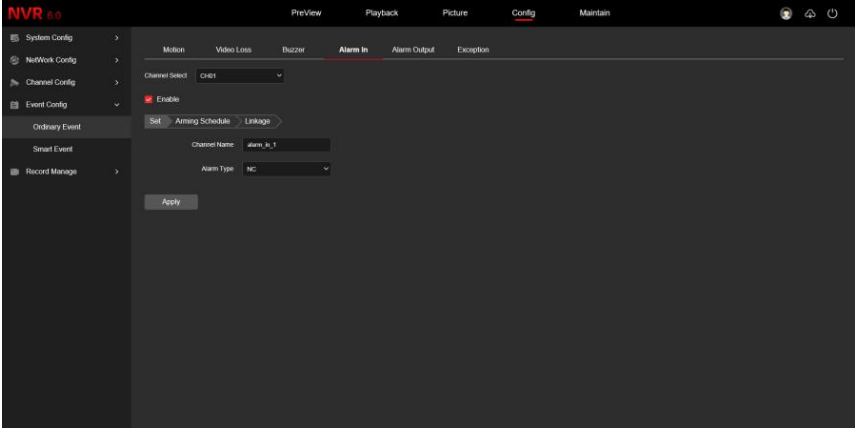 NVR 6.0
PreView Playback Picture Config Maintain
System Config
NetWork Config
Channel Config
Event Config
Ordinary Event
Smart Event
Record Manage
Motion Video Loss Buzzer Alarm In Alarm Output Exception
Channel Select CH01
Enable
Set Arming Schedule Linkage
Channel Name alarm_in_1
Alarm Type NC
Apply